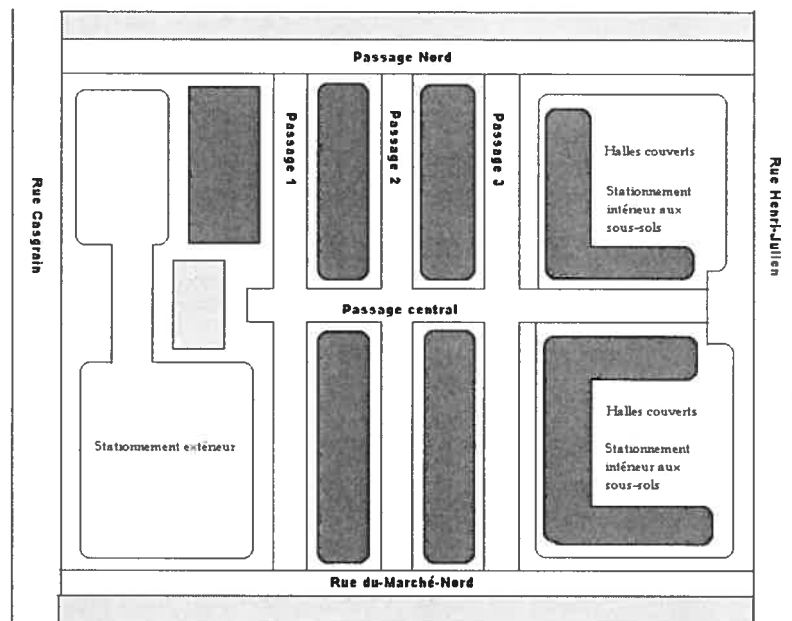 Passage Nord
Rue Casgrain
Passage 1
Passage 2
Passage 3
Halles couverts
Stationnement
intérieur aux
sous-sols
Rue Henri-Julien
Passage central
Stationnement extérieur
Halles couverts
Stationnement
intérieur aux
sous-sols
Rue du-Marché-Nord